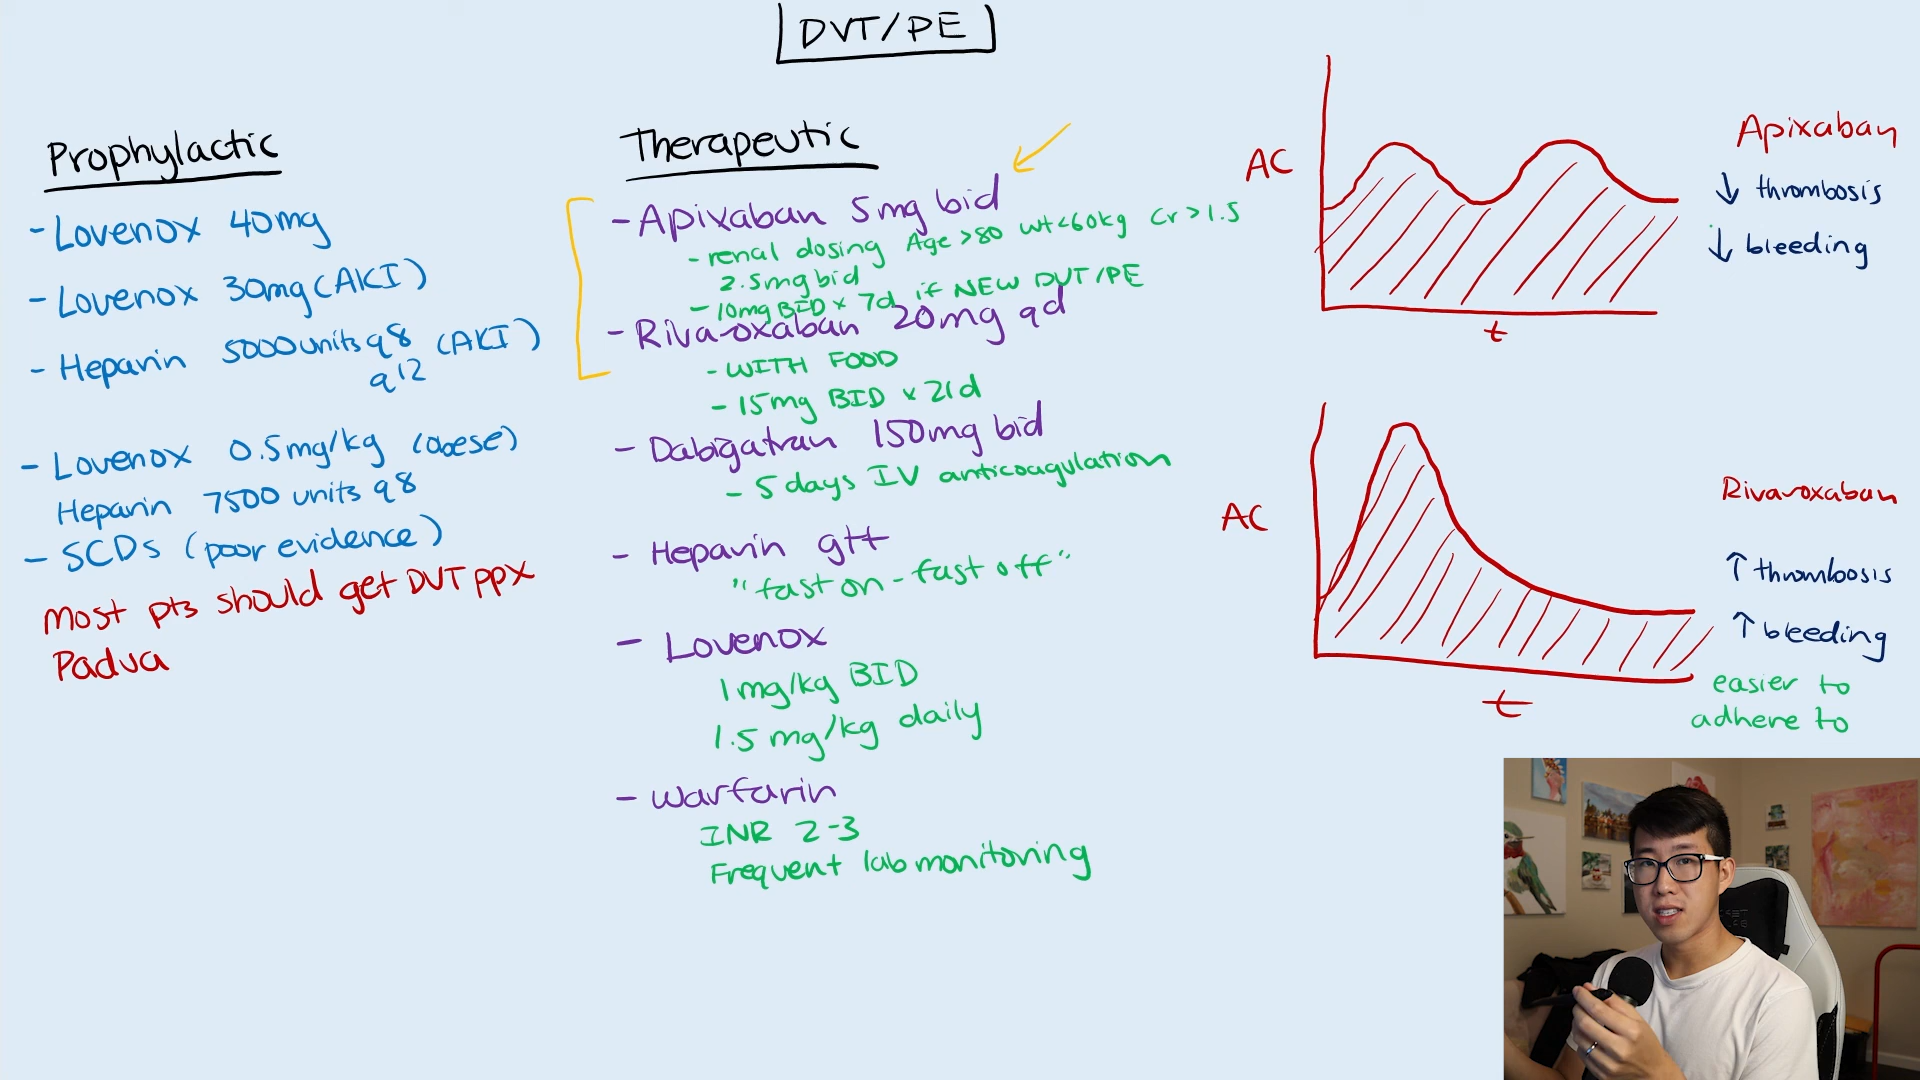 DVT/PE
Prophylactic
- Lovenox 40mg
- Lovenox 30mg (AKI)
- Heparin 5000units q8 (AKI)
q12
- Lovenox 0.5mg/kg (obese)
Heparin 7500 units q8
- SCDs (poor evidence)
Most pts should get DVT ppx
Padua
Therapeutic
- Apixaban 5mg bid
- renal dosing Age >80 wt<60kg Cr>1.5
2.5mg bid
- 10mg BID x 7d if NEW DVT/PE
- Rivaroxaban 20mg qd
- WITH FOOD
- 15mg BID x 21d
- Dabigatran 150mg bid
- 5 days IV anticoagulation
- Heparin gtt
"fast on - fast off"
- Lovenox
1mg/kg BID
1.5 mg/kg daily
- Warfarin
INR 2-3
Frequent lab monitoring
AC
t
Apixaban
↓ thrombosis
↓ bleeding
AC
t
Rivaroxaban
↑ thrombosis
↑ bleeding
easier to
adhere to